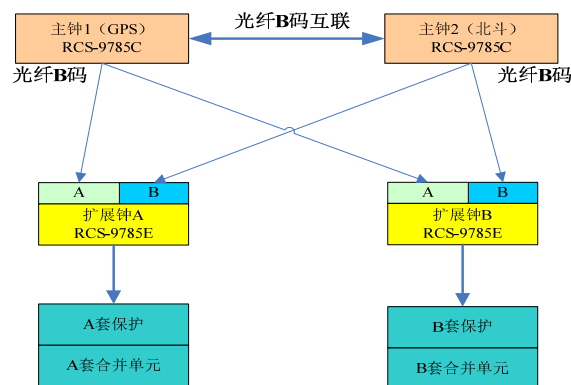 光纤B码互联
主钟1（GPS）
RCS-9785C
主钟2（北斗）
RCS-9785C
光纤B码
光纤B码
A
B
扩展钟A
RCS-9785E
A
B
扩展钟B
RCS-9785E
A套保护
A套合并单元
B套保护
B套合并单元